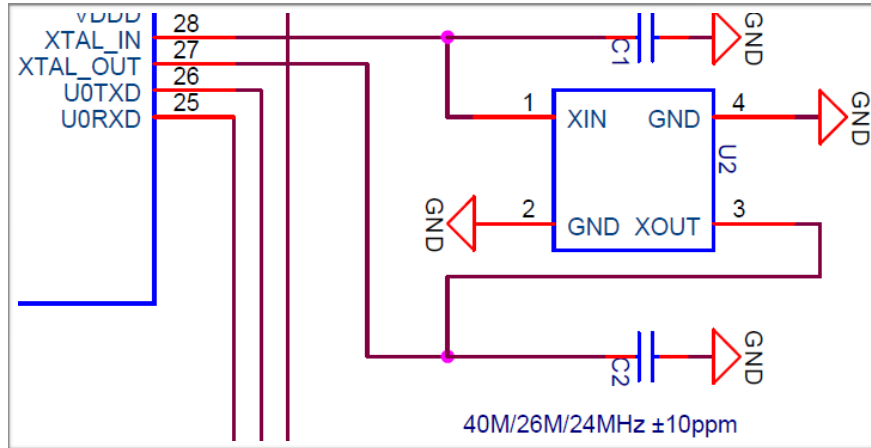 VDDD
28
XTAL_IN
27
XTAL_OUT
26
U0TXD
25
U0RXD
C1
GND
1
XIN
GND
4
GND
U2
GND
2
GND
XOUT
3
C2
GND
40M/26M/24MHz ±10ppm